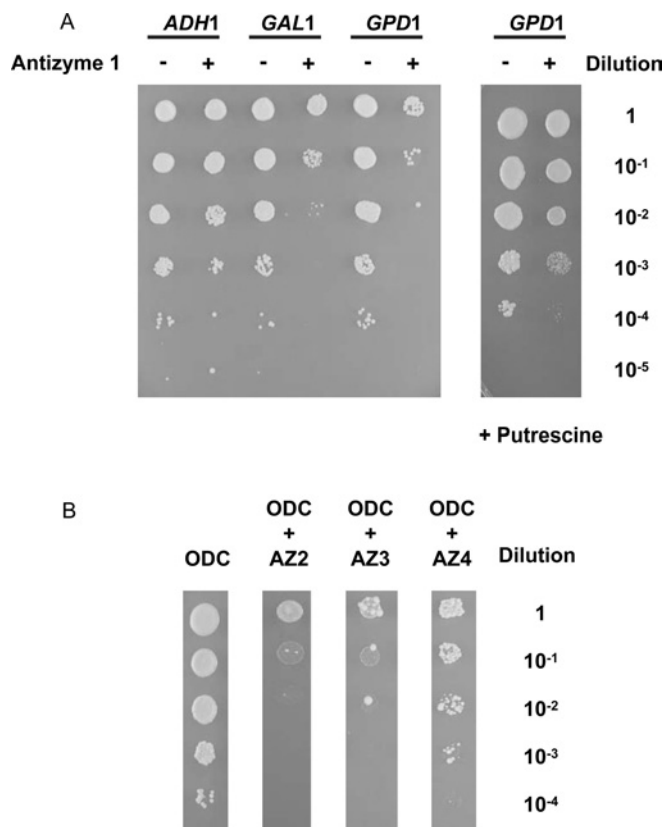 A
ADH1 GAL1 GPD1 GPD1
Antizyme 1 - + - + - + - + Dilution
1
10⁻¹
10⁻²
10⁻³
10⁻⁴
10⁻⁵
+ Putrescine
B
ODC ODC ODC
+ + +
ODC AZ2 AZ3 AZ4 Dilution
1
10⁻¹
10⁻²
10⁻³
10⁻⁴